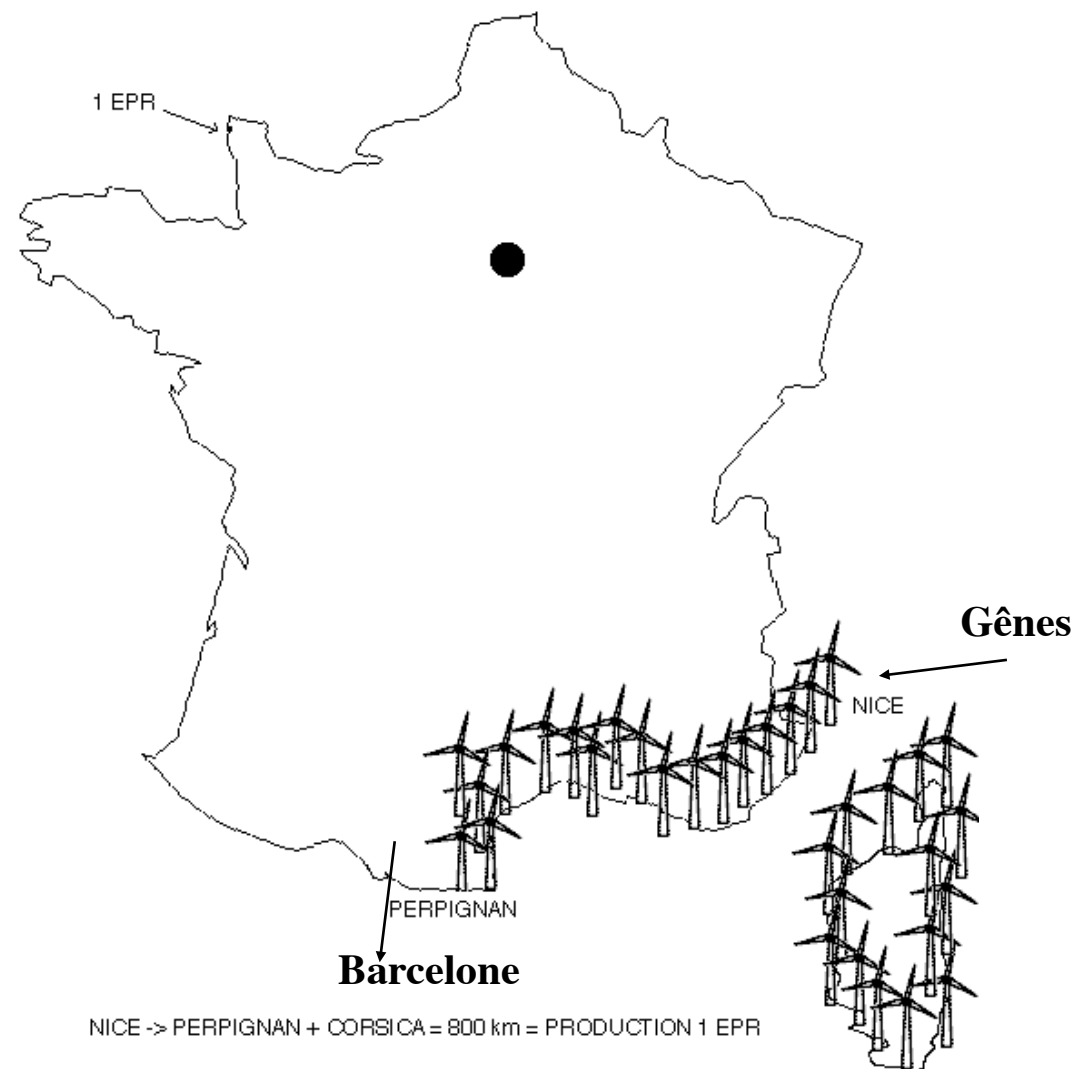 1 EPR
Gênes
NICE
PERPIGNAN
Barcelone
NICE -> PERPIGNAN + CORSICA = 800 km = PRODUCTION 1 EPR